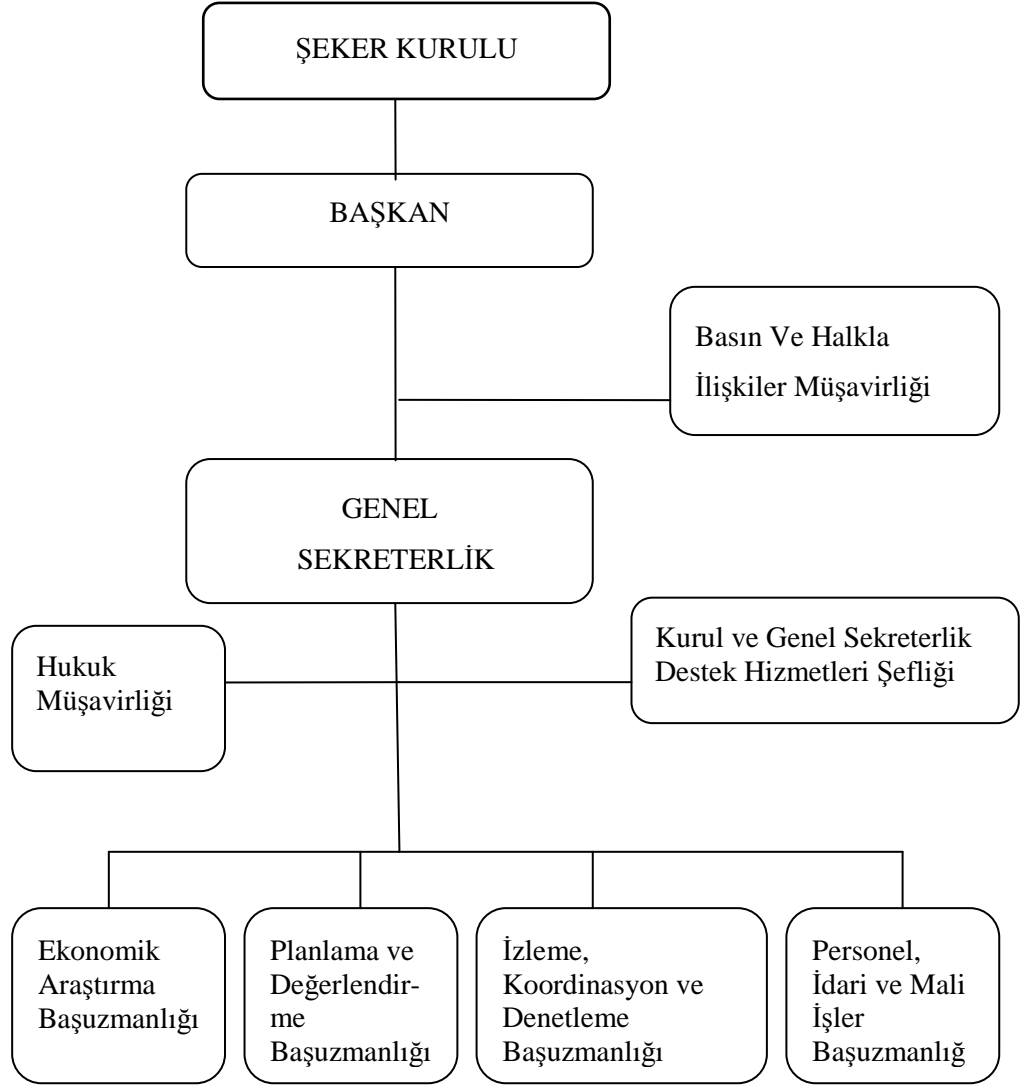 ŞEKER KURULU
BAŞKAN
Basın Ve Halkla
İlişkiler Müşavirliği
GENEL
SEKRETERLİK
Hukuk
Müşavirliği
Kurul ve Genel Sekreterlik
Destek Hizmetleri Şefliği
Ekonomik
Araştırma
Başuzmanlığı
Planlama ve
Değerlendir-
me
Başuzmanlığı
İzleme,
Koordinasyon ve
Denetleme
Başuzmanlığı
Personel,
İdari ve Mali
İşler
Başuzmanlığ